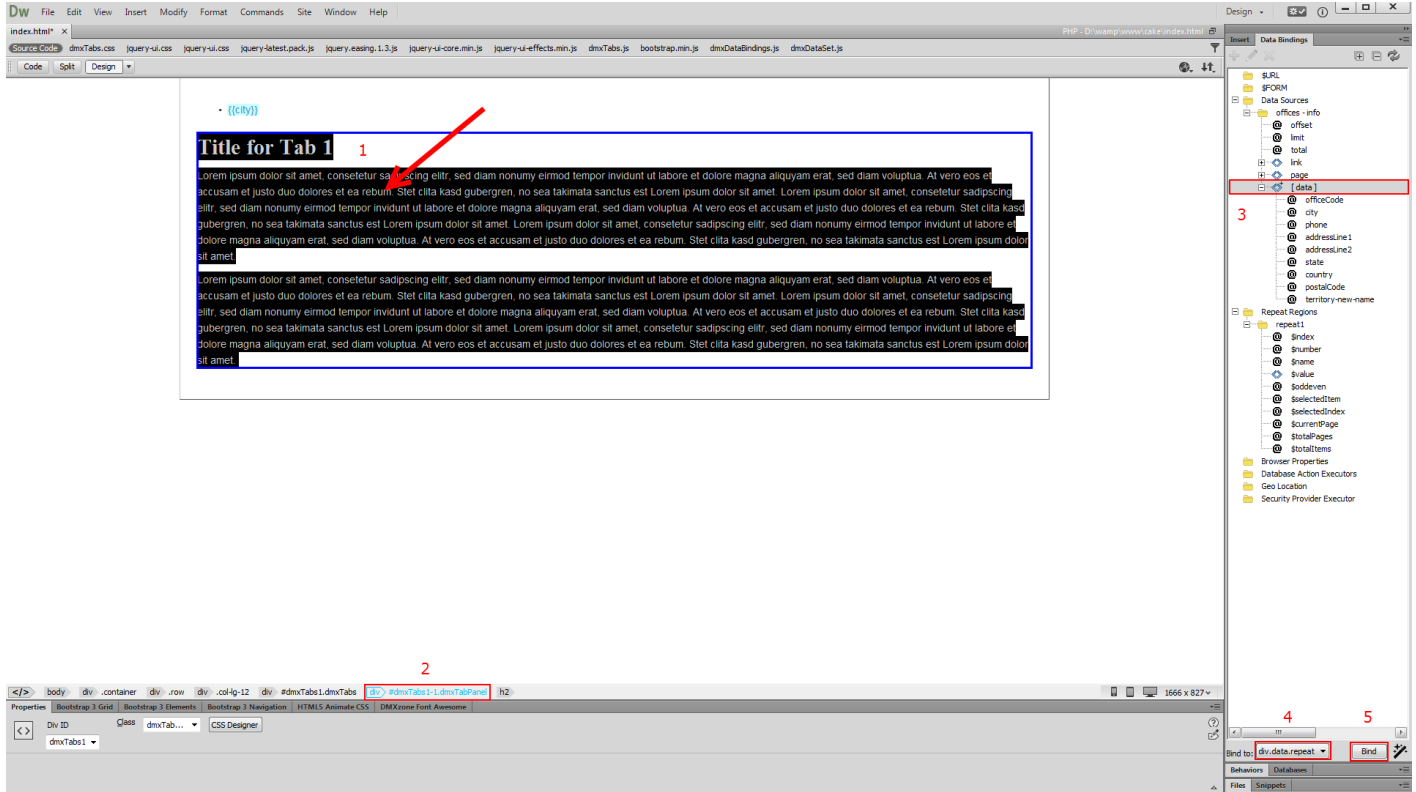 Dw File Edit View Insert Modify Format Commands Site Window Help Design
index.html* × PHP - D:\wamp\www\cake\index.html
Source Code dmxTabs.css jquery-ui.css jquery-ui.css jquery-latest.pack.js jquery.easing.1.3.js jquery-ui-core.min.js jquery-ui-effects.min.js dmxTabs.js bootstrap.min.js dmxDataBindings.js dmxDataSet.js
Code Split Design
{{city}}
Title for Tab 1
1
Lorem ipsum dolor sit amet, consetetur sadipscing elitr, sed diam nonumy eirmod tempor invidunt ut labore et dolore magna aliquyam erat, sed diam voluptua. At vero eos et
accusam et justo duo dolores et ea rebum. Stet clita kasd gubergren, no sea takimata sanctus est Lorem ipsum dolor sit amet. Lorem ipsum dolor sit amet, consetetur sadipscing
elitr, sed diam nonumy eirmod tempor invidunt ut labore et dolore magna aliquyam erat, sed diam voluptua. At vero eos et accusam et justo duo dolores et ea rebum. Stet clita kasd
gubergren, no sea takimata sanctus est Lorem ipsum dolor sit amet. Lorem ipsum dolor sit amet, consetetur sadipscing elitr, sed diam nonumy eirmod tempor invidunt ut labore et
dolore magna aliquyam erat, sed diam voluptua. At vero eos et accusam et justo duo dolores et ea rebum. Stet clita kasd gubergren, no sea takimata sanctus est Lorem ipsum dolor
sit amet.
Lorem ipsum dolor sit amet, consetetur sadipscing elitr, sed diam nonumy eirmod tempor invidunt ut labore et dolore magna aliquyam erat, sed diam voluptua. At vero eos et
accusam et justo duo dolores et ea rebum. Stet clita kasd gubergren, no sea takimata sanctus est Lorem ipsum dolor sit amet. Lorem ipsum dolor sit amet, consetetur sadipscing
elitr, sed diam nonumy eirmod tempor invidunt ut labore et dolore magna aliquyam erat, sed diam voluptua. At vero eos et accusam et justo duo dolores et ea rebum. Stet clita kasd
gubergren, no sea takimata sanctus est Lorem ipsum dolor sit amet. Lorem ipsum dolor sit amet, consetetur sadipscing elitr, sed diam nonumy eirmod tempor invidunt ut labore et
dolore magna aliquyam erat, sed diam voluptua. At vero eos et accusam et justo duo dolores et ea rebum. Stet clita kasd gubergren, no sea takimata sanctus est Lorem ipsum dolor
sit amet.
2
</> body div .container div .row div .col-lg-12 div #dmxTabs1.dmxTabs div #dmxTabs1-1.dmxTabPanel h2 1666 x 827
Properties Bootstrap 3 Grid Bootstrap 3 Elements Bootstrap 3 Navigation HTML5 Animate CSS DMXzone Font Awesome
Div ID Class dmxTab... CSS Designer
dmxTabs1
Insert Data Bindings
$URL
$FORM
Data Sources
offices - info
@ offset
@ limit
@ total
link
page
[ data ]
3
@ officeCode
@ city
@ phone
@ addressLine1
@ addressLine2
@ state
@ country
@ postalCode
@ territory-new-name
Repeat Regions
repeat1
@ $index
@ $number
@ $name
$value
@ $oddeven
@ $selectedItem
@ $selectedIndex
@ $currentPage
@ $totalPages
@ $totalItems
Browser Properties
Database Action Executors
Geo Location
Security Provider Executor
4 5
Bind to: div.data.repeat Bind
Behaviors Databases
Files Snippets